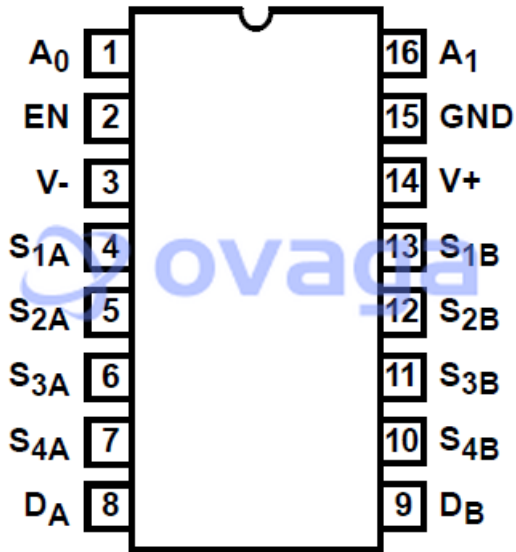 A0 1 16 A1
EN 2 15 GND
V- 3 14 V+
S1A 4 13 S1B
ovaga
S2A 5 12 S2B
S3A 6 11 S3B
S4A 7 10 S4B
DA 8 9 DB